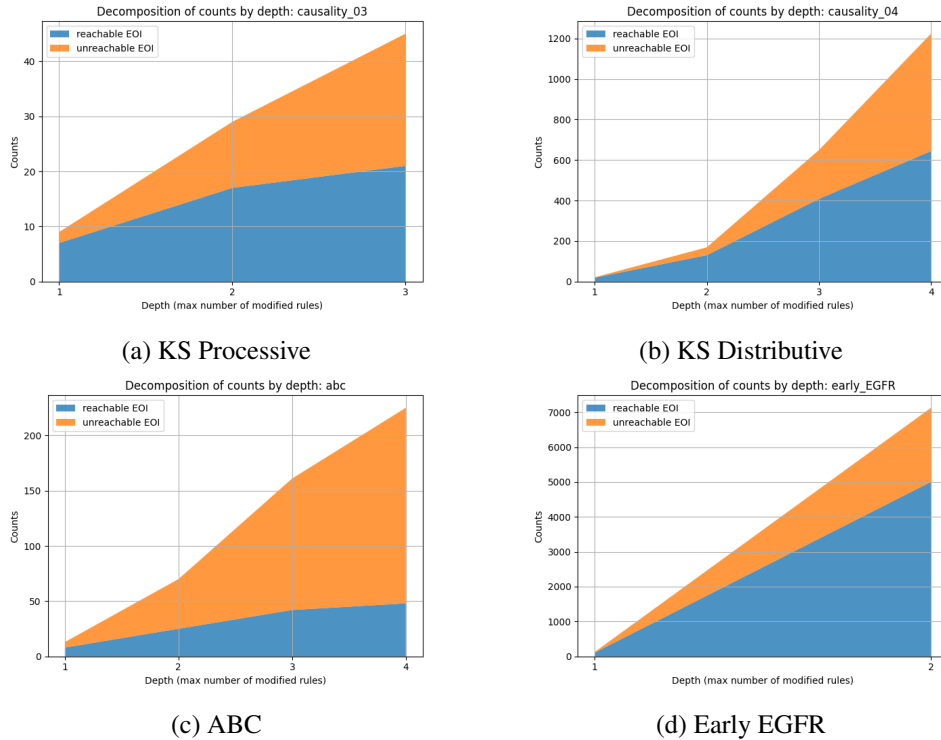 Decomposition of counts by depth: causality_03
reachable EOI
unreachable EOI
40
30
20
10
0
Counts
1
2
3
Depth (max number of modified rules)
(a) KS Processive
Decomposition of counts by depth: causality_04
reachable EOI
unreachable EOI
1200
1000
800
600
400
200
0
Counts
1
2
3
4
Depth (max number of modified rules)
(b) KS Distributive
Decomposition of counts by depth: abc
reachable EOI
unreachable EOI
200
150
100
50
0
Counts
1
2
3
4
Depth (max number of modified rules)
(c) ABC
Decomposition of counts by depth: early_EGFR
reachable EOI
unreachable EOI
7000
6000
5000
4000
3000
2000
1000
0
Counts
1
2
Depth (max number of modified rules)
(d) Early EGFR